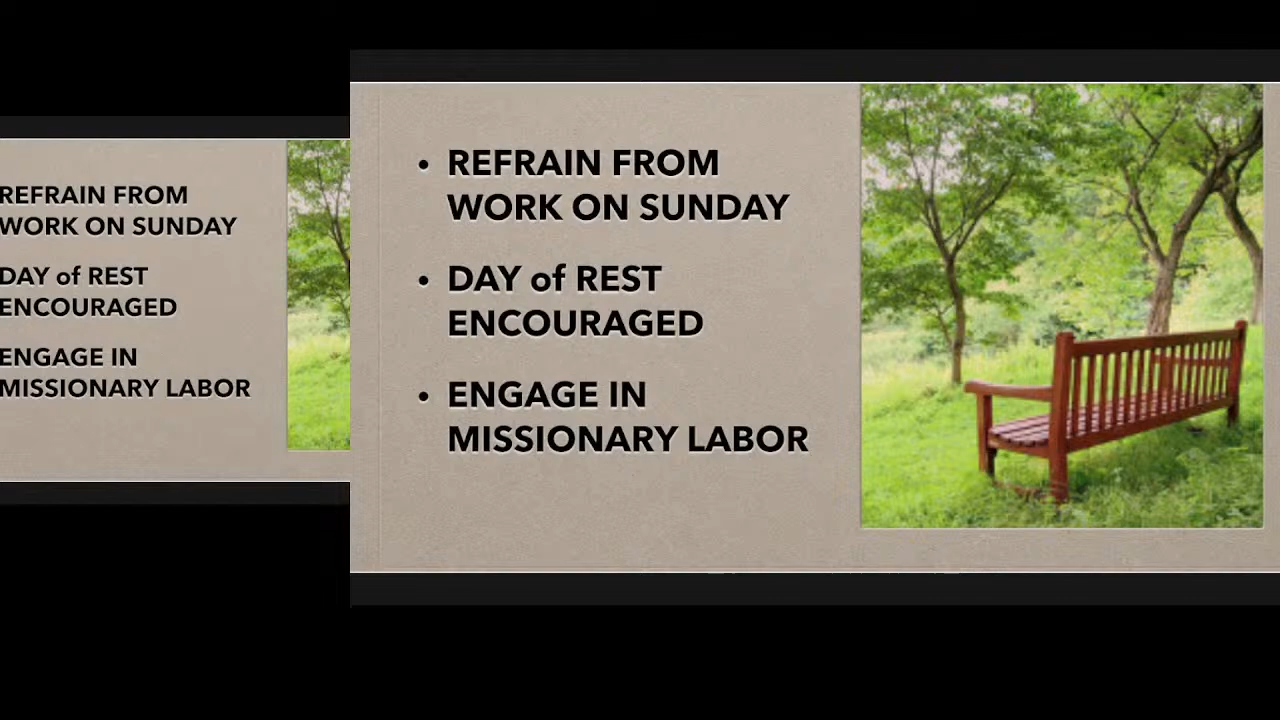 REFRAIN FROM
WORK ON SUNDAY
DAY of REST
ENCOURAGED
ENGAGE IN
MISSIONARY LABOR
• REFRAIN FROM
WORK ON SUNDAY
• DAY of REST
ENCOURAGED
• ENGAGE IN
MISSIONARY LABOR